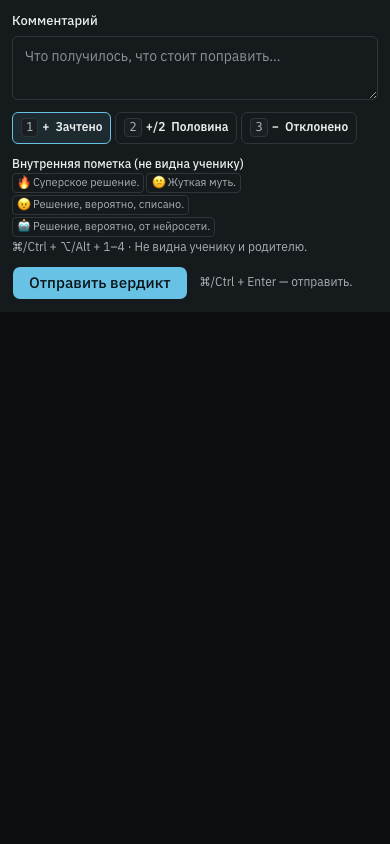 Комментарий
Что получилось, что стоит поправить…
1 + Зачтено 2 +/2 Половина 3 − Отклонено
Внутренняя пометка (не видна ученику)
🔥 Суперское решение. 😕 Жуткая муть.
😠 Решение, вероятно, списано.
🤖 Решение, вероятно, от нейросети.
⌘/Ctrl + ⌥/Alt + 1–4 · Не видна ученику и родителю.
Отправить вердикт ⌘/Ctrl + Enter — отправить.